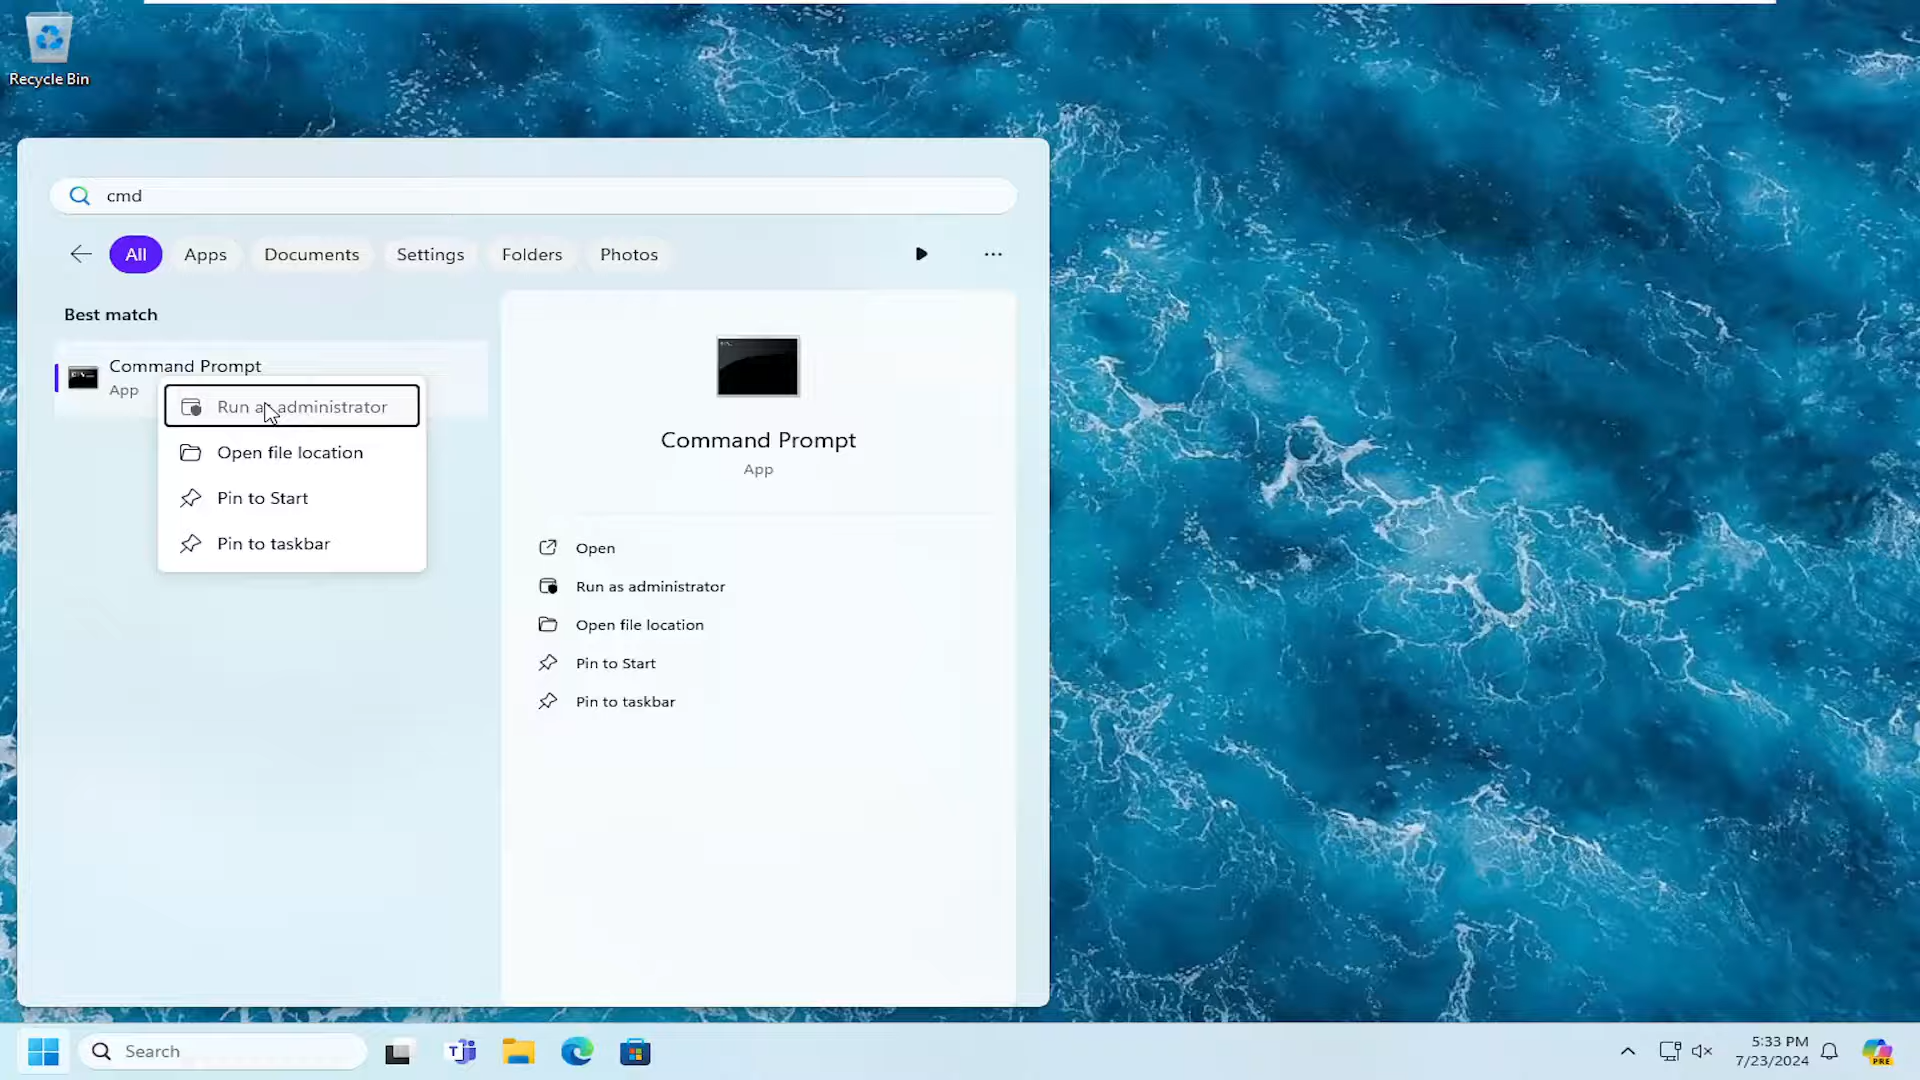 Recycle Bin
cmd
All
Apps
Documents
Settings
Folders
Photos
Best match
Command Prompt
App
Run as administrator
Open file location
Pin to Start
Pin to taskbar
Command Prompt
App
Open
Run as administrator
Open file location
Pin to Start
Pin to taskbar
Search
5:33 PM
7/23/2024
PRE